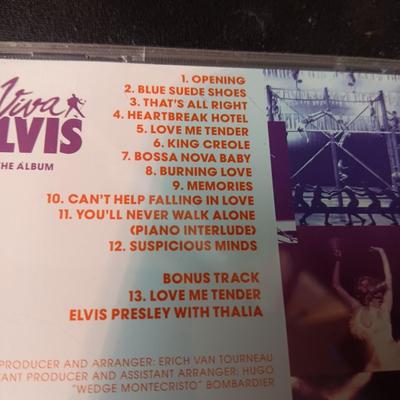 Viva
ELVIS
THE ALBUM
1. OPENING
2. BLUE SUEDE SHOES
3. THAT'S ALL RIGHT
4. HEARTBREAK HOTEL
5. LOVE ME TENDER
6. KING CREOLE
7. BOSSA NOVA BABY
8. BURNING LOVE
9. MEMORIES
10. CAN'T HELP FALLING IN LOVE
11. YOU'LL NEVER WALK ALONE
(PIANO INTERLUDE)
12. SUSPICIOUS MINDS
BONUS TRACK
13. LOVE ME TENDER
ELVIS PRESLEY WITH THALIA
PRODUCER AND ARRANGER: ERICH VAN TOURNEAU
TANT PRODUCER AND ASSISTANT ARRANGER: HUGO
"WEDGE MONTECRISTO" BOMBARDIER